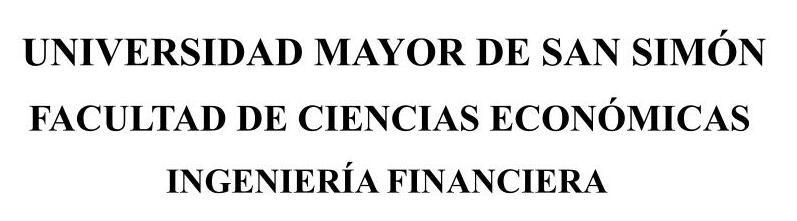 UNIVERSIDAD MAYOR DE SAN SIMÓN
FACULTAD DE CIENCIAS ECONÓMICAS
INGENIERÍA FINANCIERA